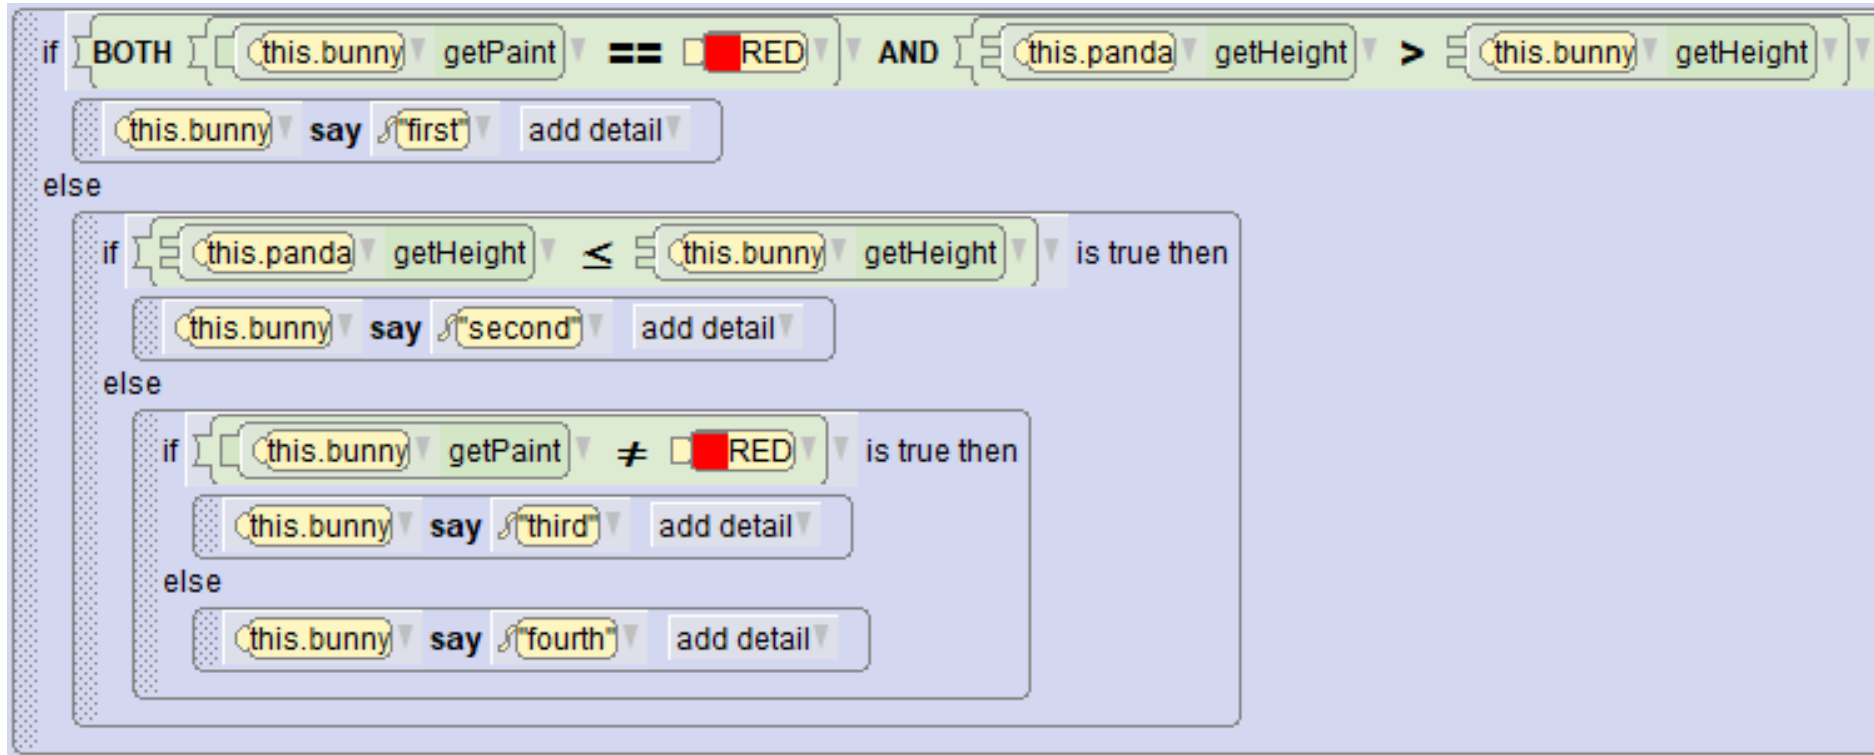 if BOTH this.bunny getPaint == RED AND this.panda getHeight > this.bunny getHeight
this.bunny say "first" add detail
else
if this.panda getHeight ≤ this.bunny getHeight is true then
this.bunny say "second" add detail
else
if this.bunny getPaint ≠ RED is true then
this.bunny say "third" add detail
else
this.bunny say "fourth" add detail